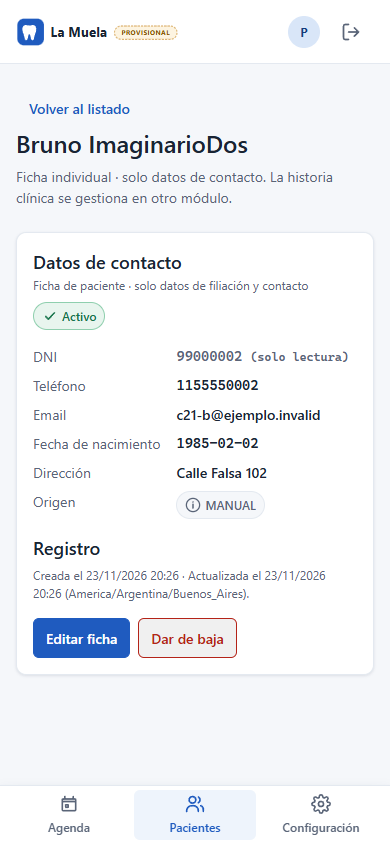 La Muela PROVISIONAL P
Volver al listado
Bruno ImaginarioDos
Ficha individual · solo datos de contacto. La historia
clínica se gestiona en otro módulo.
Datos de contacto
Ficha de paciente · solo datos de filiación y contacto
Activo
DNI 99000002 (solo lectura)
Teléfono 1155550002
Email c21-b@ejemplo.invalid
Fecha de nacimiento 1985-02-02
Dirección Calle Falsa 102
Origen MANUAL
Registro
Creada el 23/11/2026 20:26 · Actualizada el 23/11/2026
20:26 (America/Argentina/Buenos_Aires).
Editar ficha Dar de baja
Agenda Pacientes Configuración